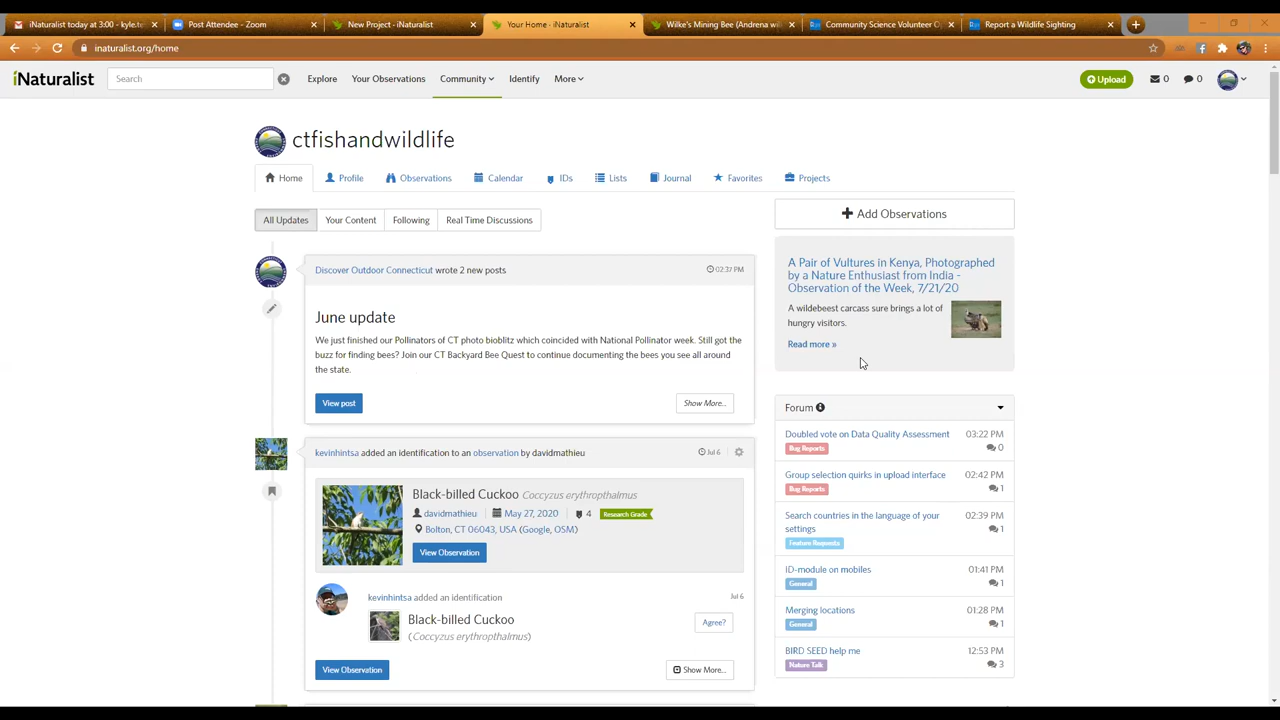 iNaturalist today at 3:00 - kyle.te
Post Attendee - Zoom
New Project - iNaturalist
Your Home - iNaturalist
Wilke's Mining Bee (Andrena wi
Community Science Volunteer O
Report a Wildlife Sighting
inaturalist.org/home
iNaturalist Search Explore Your Observations Community Identify More Upload 0 0
ctfishandwildlife
Home Profile Observations Calendar IDs Lists Journal Favorites Projects
All Updates Your Content Following Real Time Discussions
Discover Outdoor Connecticut wrote 2 new posts 02:37 PM
June update
We just finished our Pollinators of CT photo bioblitz which coincided with National Pollinator week. Still got the
buzz for finding bees? Join our CT Backyard Bee Quest to continue documenting the bees you see all around
the state.
View post Show More...
kevinhintsa added an identification to an observation by davidmathieu Jul 6
Black-billed Cuckoo Coccyzus erythropthalmus
davidmathieu May 27, 2020 4 Research Grade
Bolton, CT 06043, USA (Google, OSM)
View Observation
kevinhintsa added an identification Jul 6
Black-billed Cuckoo
(Coccyzus erythropthalmus)
Agree?
View Observation Show More...
Add Observations
A Pair of Vultures in Kenya, Photographed
by a Nature Enthusiast from India -
Observation of the Week, 7/21/20
A wildebeest carcass sure brings a lot of
hungry visitors.
Read more »
Forum
Doubled vote on Data Quality Assessment 03:22 PM
Bug Reports 0
Group selection quirks in upload interface 02:42 PM
Bug Reports 1
Search countries in the language of your 02:39 PM
settings 1
Feature Requests
ID-module on mobiles 01:41 PM
General 1
Merging locations 01:28 PM
General 1
BIRD SEED help me 12:53 PM
Nature Talk 3